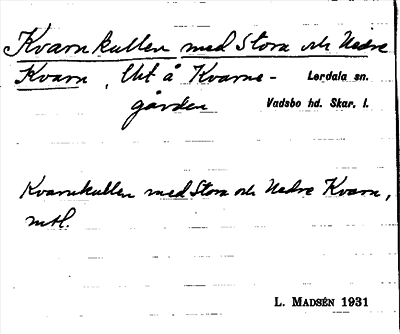 Kvarnkullen med Stora och Nedre
Kvarn, Utt å Kvarne-
gården
Lerdala sn.
Vadsbo hd. Skar. l.
Kvarnkullen med Stora och Nedre Kvarn,
mtl.
L. MADSÉN 1931